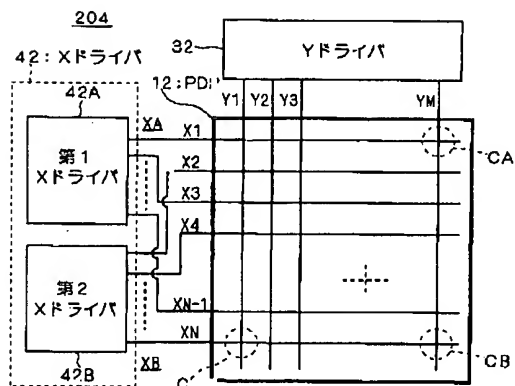 204
42:Xドライバ
42A
32
Yドライバ
12:PDP
Y1
Y2
Y3
YM
XA
X1
CA
第1
Xドライバ
X2
X3
X4
第2
Xドライバ
XN-1
XN
42B
XB
C
CB